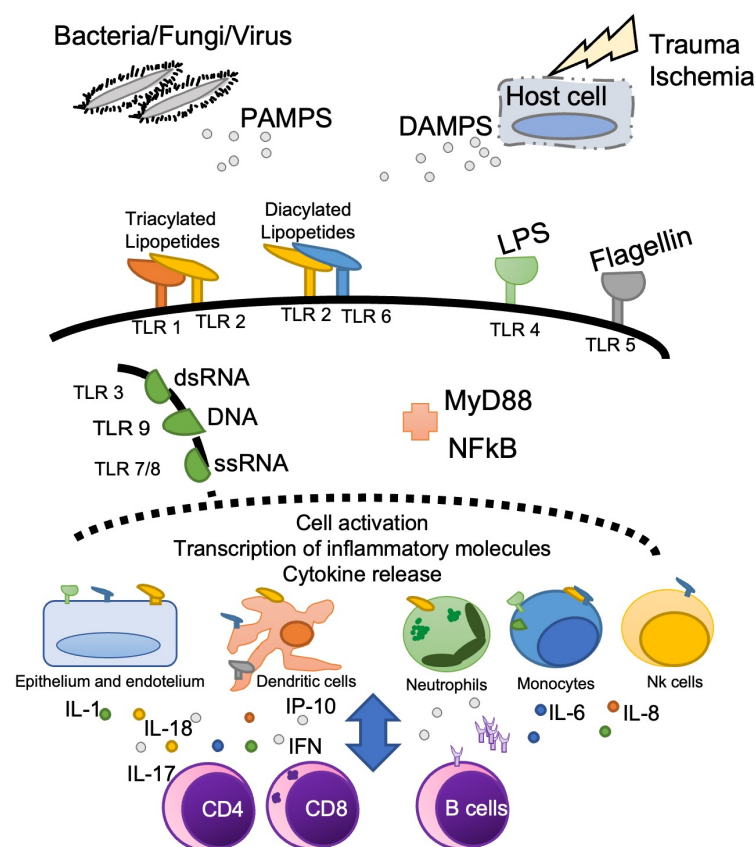 Bacteria/Fungi/Virus
Trauma
Ischemia
Host cell
PAMPS
DAMPS
Triacylated
Lipopetides
Diacylated
Lipopetides
LPS
Flagellin
TLR 1
TLR 2
TLR 2
TLR 6
TLR 4
TLR 5
TLR 3
dsRNA
TLR 9
DNA
TLR 7/8
ssRNA
MyD88
NFkB
Cell activation
Transcription of inflammatory molecules
Cytokine release
Epithelium and endotelium
Dendritic cells
Neutrophils
Monocytes
Nk cells
IL-1
IL-18
IP-10
IL-6
IL-8
IFN
IL-17
CD4
CD8
B cells